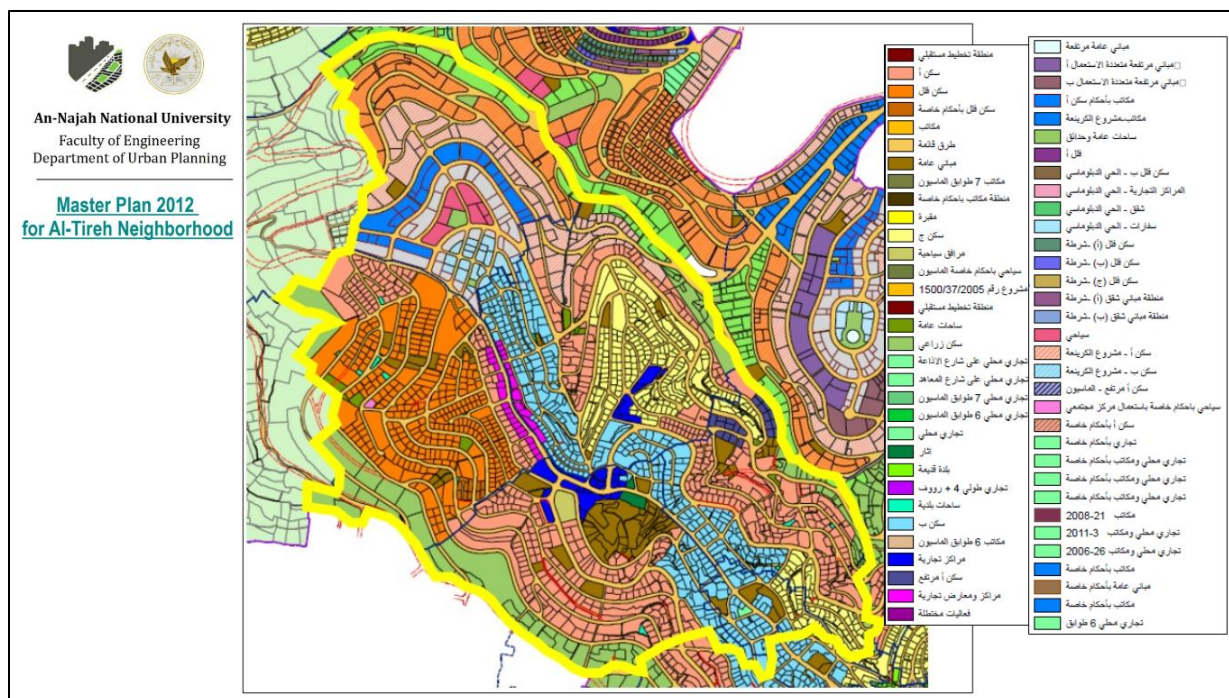 An-Najah National University
Faculty of Engineering
Department of Urban Planning
Master Plan 2012
for Al-Tireh Neighborhood
منطقة تخطيط مستقبلي
سكن أ
سكن فلل
سكن فلل بأحكام خاصة
مكاتب
طرق قائمة
مباني عامة
مكاتب 7 طوابق الماسيون
منطقة مكاتب باحكام خاصة
مقبرة
سكن ج
مرافق سياحية
سياحي باحكام خاصة الماسيون
مشروع رقم 1500/37/2005
منطقة تخطيط مستقبلي
ساحات عامة
سكن زراعي
تجاري محلي على شارع الاذاعة
تجاري محلي على شارع المعاهد
تجاري محلي 7 طوابق الماسيون
تجاري محلي 6 طوابق الماسيون
تجاري محلي
اثار
بلدة قديمة
تجاري طولي 4 + رووف
ساحات بلدية
سكن ب
مكاتب 6 طوابق الماسيون
مراكز تجارية
سكن أ مرتفع
مراكز ومعارض تجارية
فعاليات مختلطة
مباني عامة مرتفعة
مباني مرتفعة متعددة الاستعمال أ
مباني مرتفعة متعددة الاستعمال ب
مكاتب بأحكام سكن أ
مكاتب-مشروع الكرينعة
ساحات عامة وحدائق
فلل أ
سكن فلل ب - الحي الدبلوماسي
المراكز التجارية - الحي الدبلوماسي
شقق - الحي الدبلوماسي
سفارات - الحي الدبلوماسي
سكن فلل (أ) -شرطة
سكن فلل (ب) -شرطة
سكن فلل (ج) -شرطة
منطقة مباني شقق (أ) -شرطة
منطقة مباني شقق (ب) -شرطة
سياحي
سكن أ - مشروع الكرينعة
سكن ب - مشروع الكرينعة
سكن أ مرتفع - الماسيون
سياحي باحكام خاصة باستعمال مركز مجتمعي
سكن أ بأحكام خاصة
تجاري بأحكام خاصة
تجاري محلي ومكاتب بأحكام خاصة
تجاري محلي ومكاتب بأحكام خاصة
تجاري محلي ومكاتب بأحكام خاصة
مكاتب 2008-21
تجاري محلي ومكاتب 2011-3
تجاري محلي ومكاتب 2006-26
مكاتب بأحكام خاصة
مباني عامة بأحكام خاصة
مكاتب بأحكام خاصة
تجاري محلي 6 طوابق